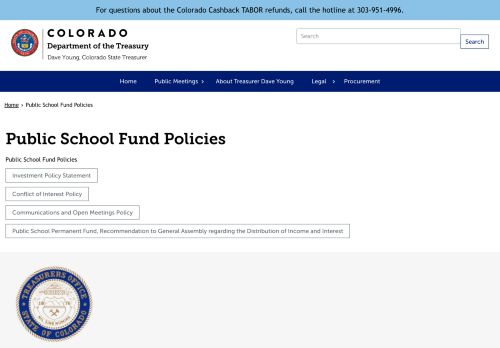 For questions about the Colorado Cashback TABOR refunds, call the hotline at 303-951-4996.
COLORADO
Department of the Treasury
Dave Young, Colorado State Treasurer
Search
Search
Home Public Meetings › About Treasurer Dave Young Legal › Procurement
Home › Public School Fund Policies
Public School Fund Policies
Public School Fund Policies
Investment Policy Statement
Conflict of Interest Policy
Communications and Open Meetings Policy
Public School Permanent Fund, Recommendation to General Assembly regarding the Distribution of Income and Interest
TREASURERS OFFICE
STATE OF COLORADO